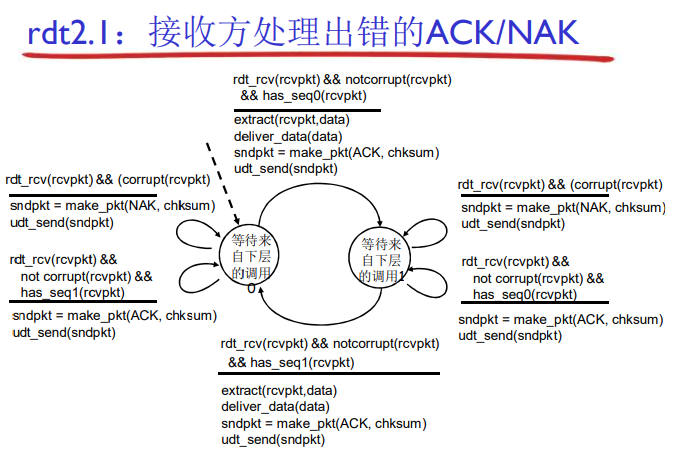 rdt2.1：接收方处理出错的ACK/NAK
rdt_rcv(rcvpkt) && notcorrupt(rcvpkt)
&& has_seq0(rcvpkt)
extract(rcvpkt,data)
deliver_data(data)
sndpkt = make_pkt(ACK, chksum)
udt_send(sndpkt)
rdt_rcv(rcvpkt) && (corrupt(rcvpkt)
sndpkt = make_pkt(NAK, chksum)
udt_send(sndpkt)
rdt_rcv(rcvpkt) &&
not corrupt(rcvpkt) &&
has_seq1(rcvpkt)
sndpkt = make_pkt(ACK, chksum)
udt_send(sndpkt)
等待来
自下层
的调用
0
等待来
自下层
的调用1
rdt_rcv(rcvpkt) && (corrupt(rcvpkt)
sndpkt = make_pkt(NAK, chksum)
udt_send(sndpkt)
rdt_rcv(rcvpkt) &&
not corrupt(rcvpkt) &&
has_seq0(rcvpkt)
sndpkt = make_pkt(ACK, chksum)
udt_send(sndpkt)
rdt_rcv(rcvpkt) && notcorrupt(rcvpkt)
&& has_seq1(rcvpkt)
extract(rcvpkt,data)
deliver_data(data)
sndpkt = make_pkt(ACK, chksum)
udt_send(sndpkt)